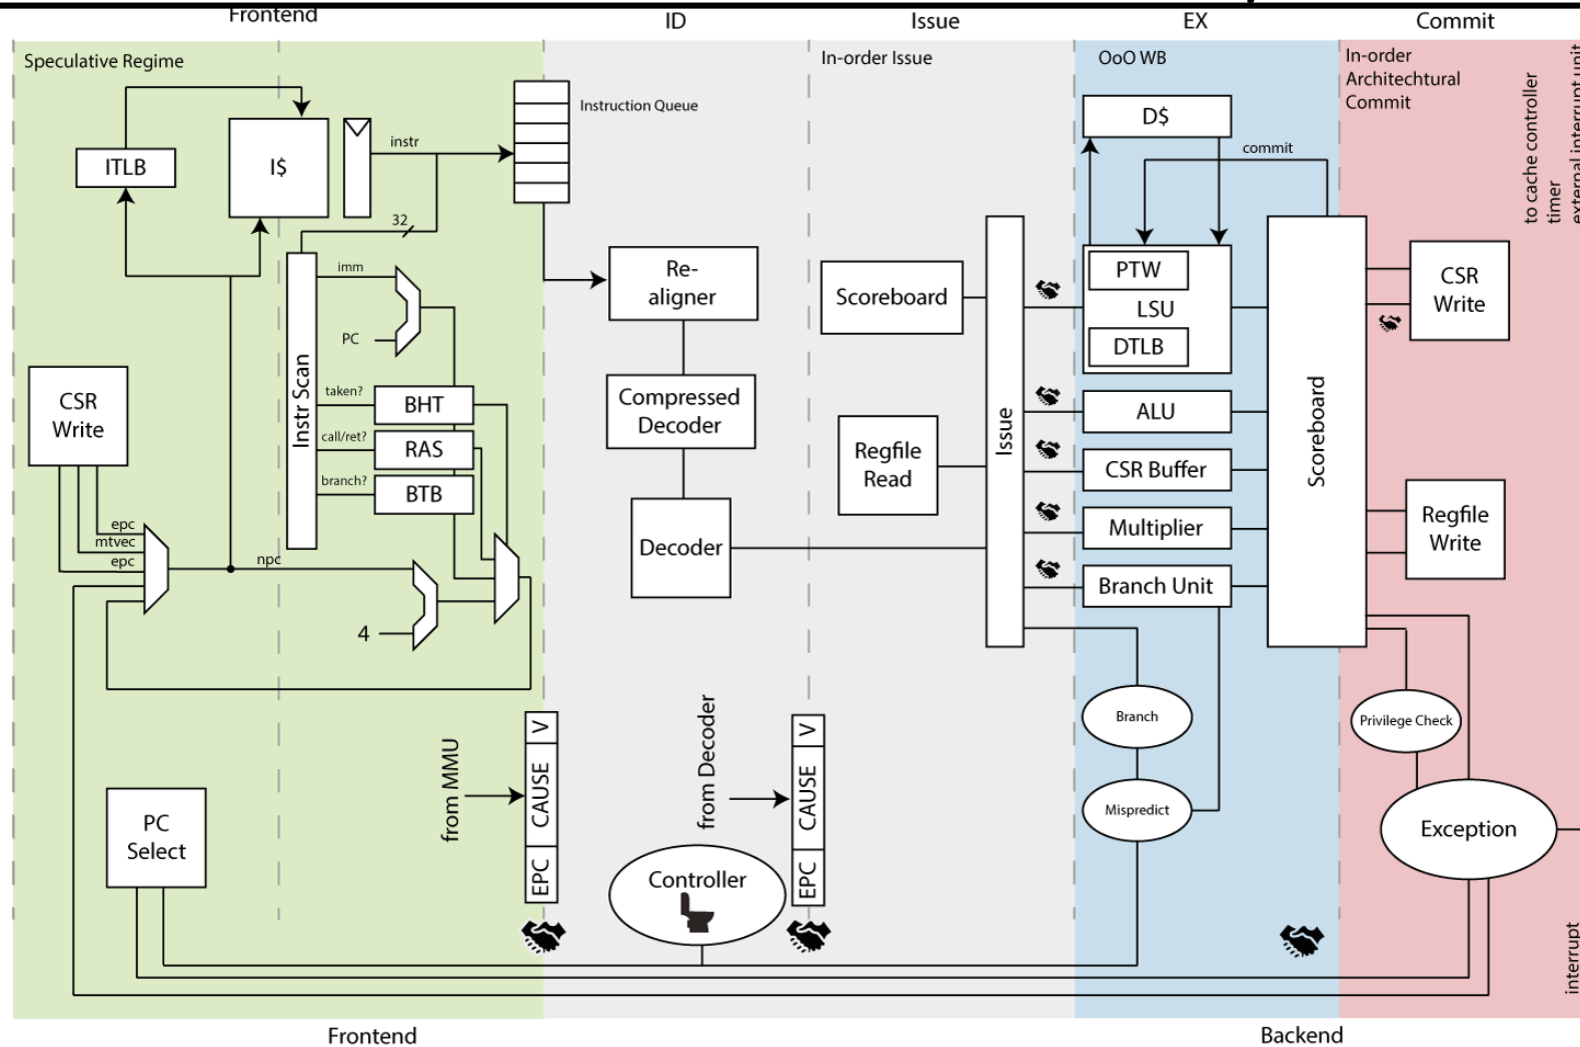 Frontend
ID
Issue
EX
Commit
Speculative Regime
In-order Issue
OoO WB
In-order
Architechtural
Commit
to cache controller
timer
external interrupt unit
Instruction Queue
ITLB
I$
instr
32
D$
commit
imm
PC
Instr Scan
taken?
BHT
call/ret?
RAS
branch?
BTB
CSR
Write
epc
mtvec
epc
npc
4
Re-
aligner
Compressed
Decoder
Decoder
Scoreboard
Regfile
Read
Issue
PTW
LSU
DTLB
ALU
CSR Buffer
Multiplier
Branch Unit
Scoreboard
CSR
Write
Regfile
Write
Branch
Mispredict
Privilege Check
Exception
from MMU
V
CAUSE
EPC
from Decoder
V
CAUSE
EPC
Controller
PC
Select
interrupt
Frontend
Backend